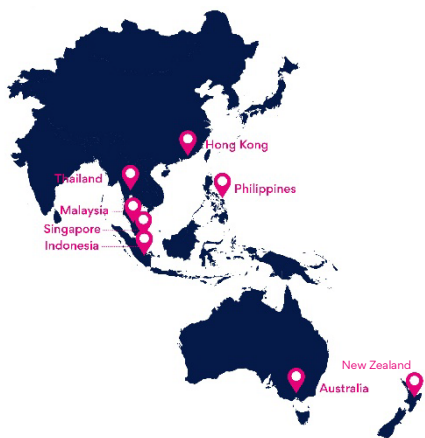 Hong Kong
Thailand
Philippines
Malaysia
Singapore
Indonesia
New Zealand
Australia